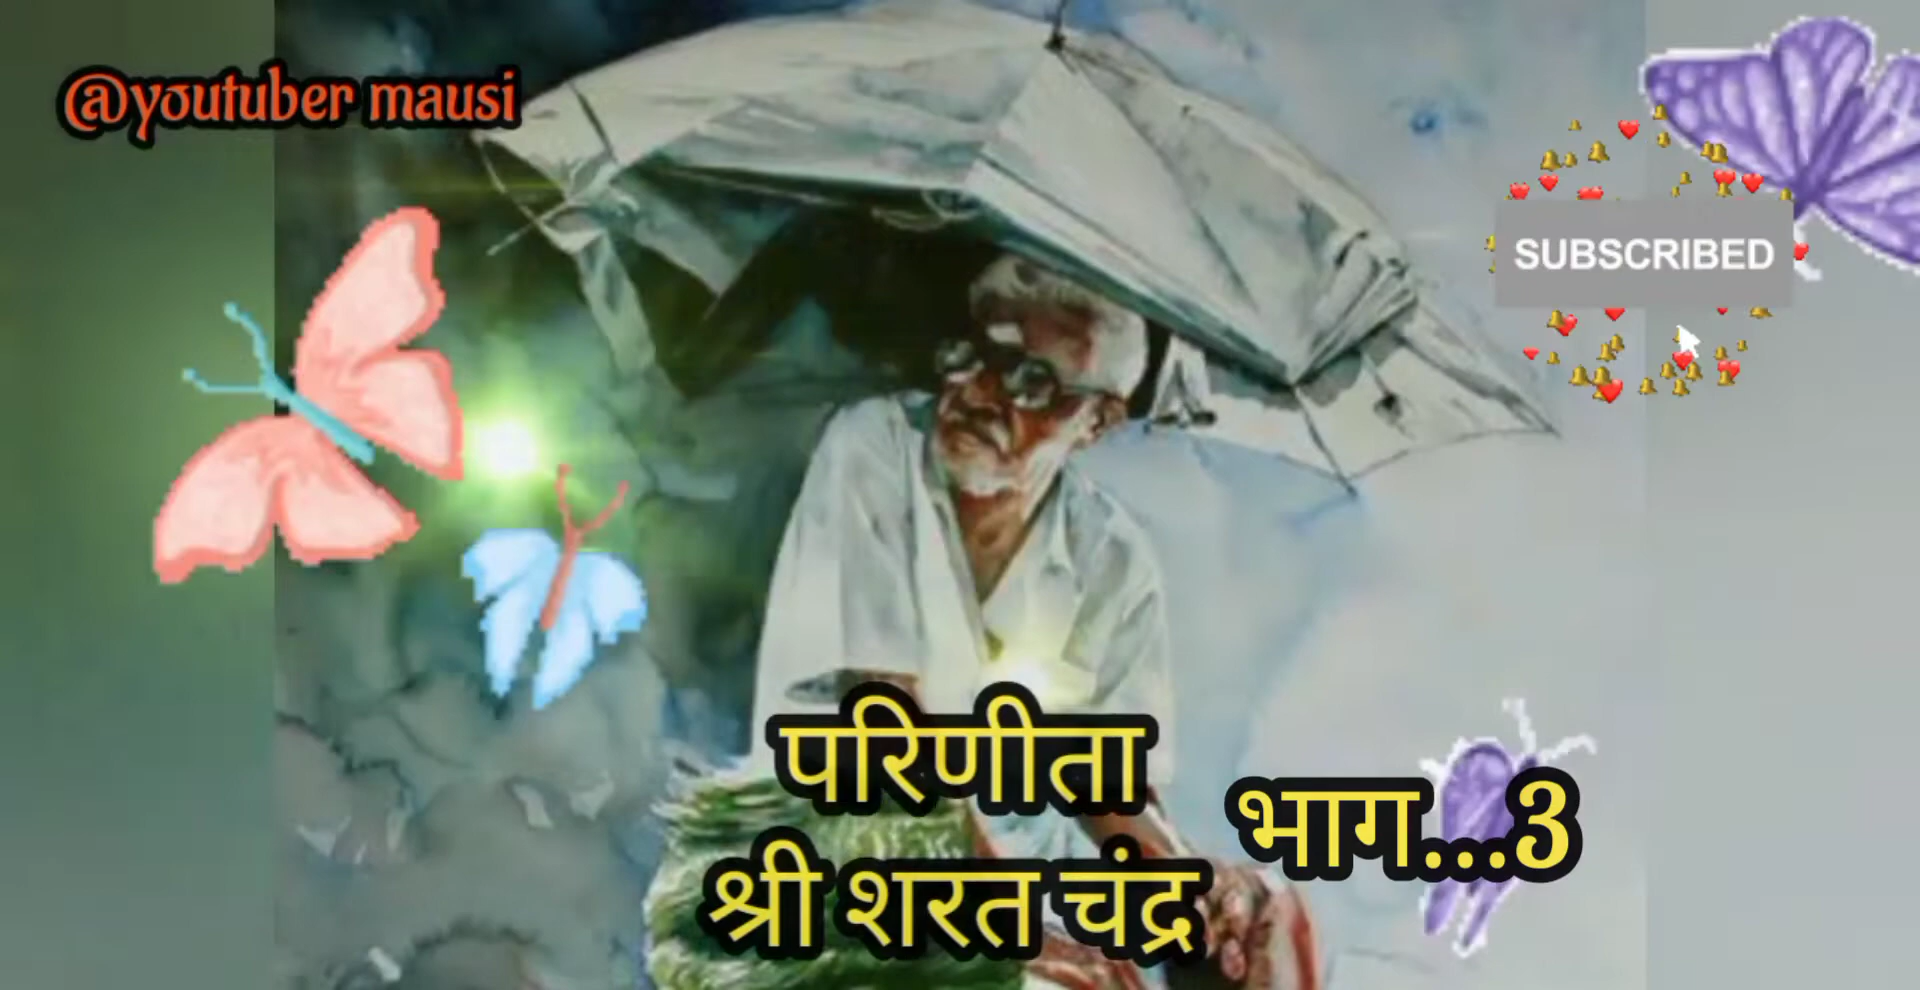 @youtuber mausi
SUBSCRIBED
परिणीता
भाग...3
श्री शरत चंद्र